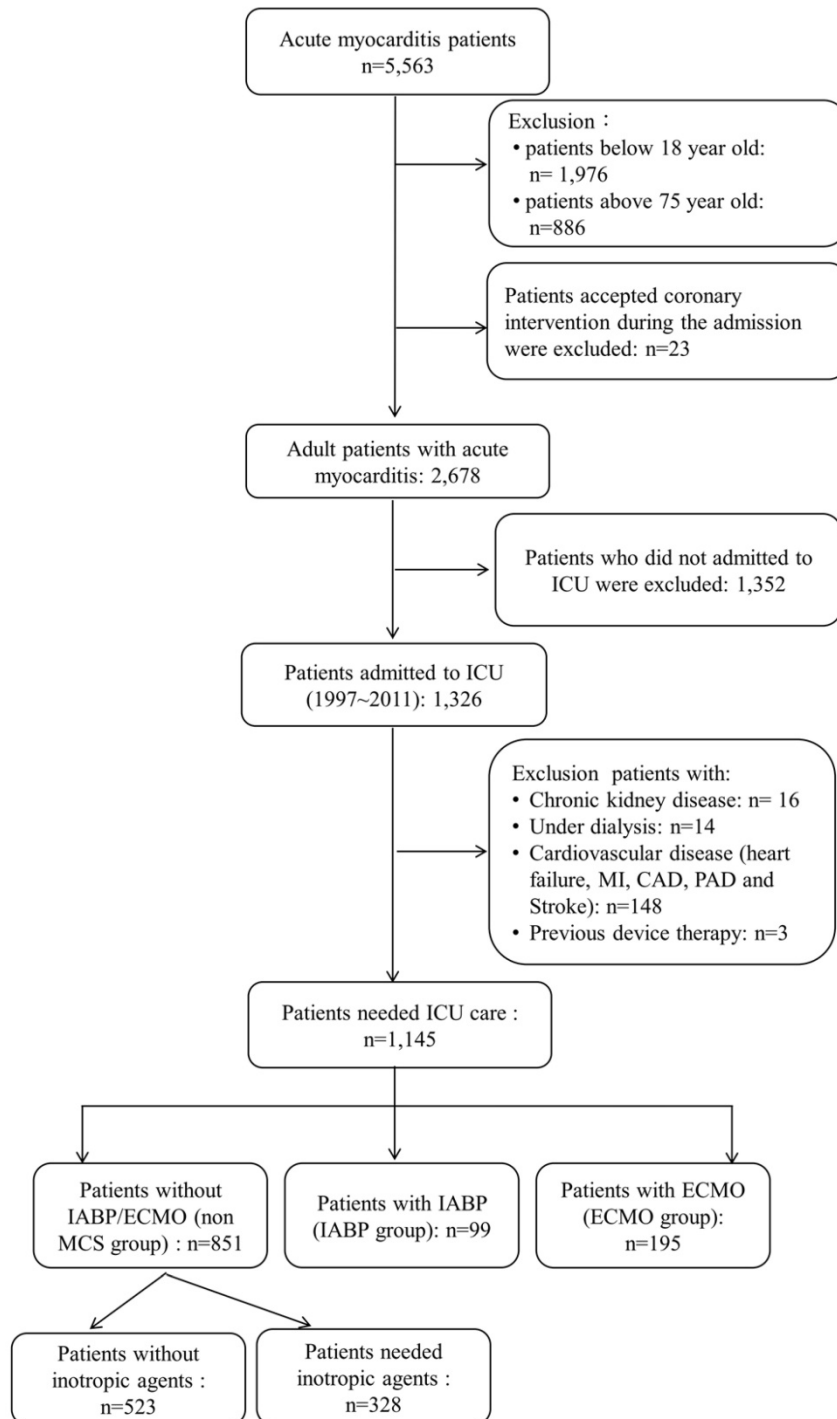 Acute myocarditis patients
n=5,563
Exclusion：
• patients below 18 year old:
n= 1,976
• patients above 75 year old:
n=886
Patients accepted coronary
intervention during the admission
were excluded: n=23
Adult patients with acute
myocarditis: 2,678
Patients who did not admitted to
ICU were excluded: 1,352
Patients admitted to ICU
(1997~2011): 1,326
Exclusion patients with:
• Chronic kidney disease: n= 16
• Under dialysis: n=14
• Cardiovascular disease (heart
failure, MI, CAD, PAD and
Stroke): n=148
• Previous device therapy: n=3
Patients needed ICU care :
n=1,145
Patients without
IABP/ECMO (non
MCS group) : n=851
Patients with IABP
(IABP group): n=99
Patients with ECMO
(ECMO group):
n=195
Patients without
inotropic agents :
n=523
Patients needed
inotropic agents :
n=328